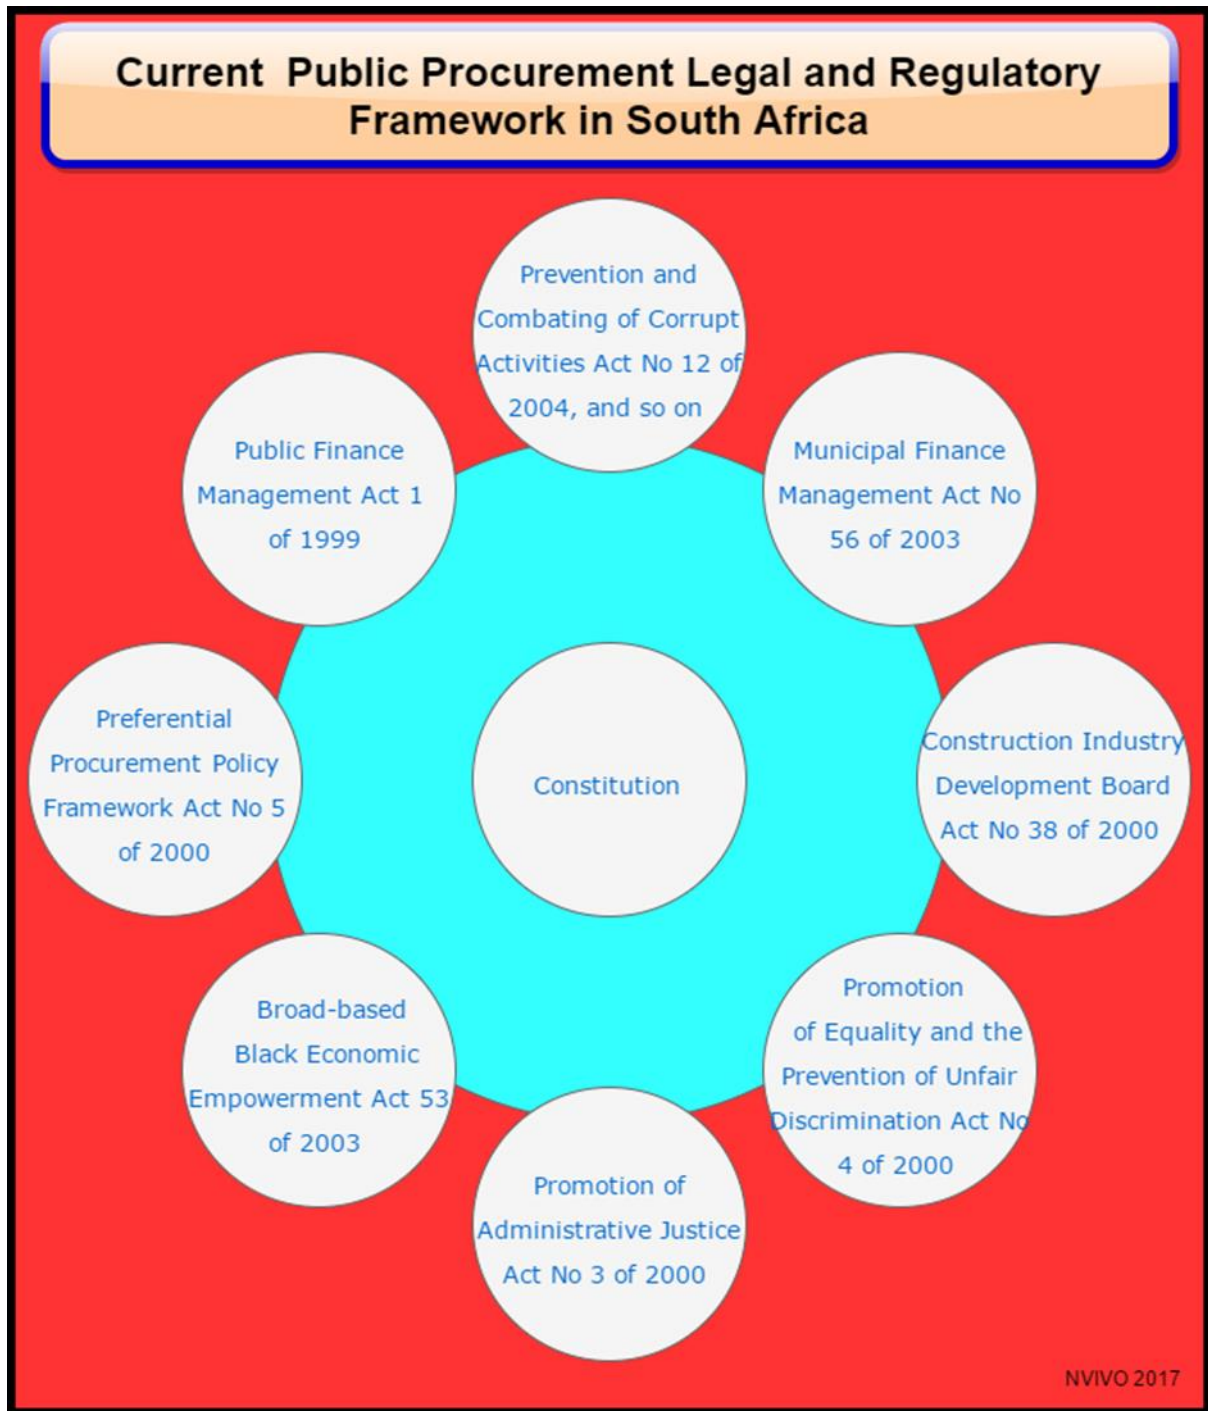 Current  Public Procurement Legal and Regulatory
Framework in South Africa
Prevention and
Combating of Corrupt
Activities Act No 12 of
2004, and so on
Public Finance
Management Act 1
of 1999
Municipal Finance
Management Act No
56 of 2003
Preferential
Procurement Policy
Framework Act No 5
of 2000
Constitution
Construction Industry
Development Board
Act No 38 of 2000
Broad-based
Black Economic
Empowerment Act 53
of 2003
Promotion
of Equality and the
Prevention of Unfair
Discrimination Act No
4 of 2000
Promotion of
Administrative Justice
Act No 3 of 2000
NVIVO 2017